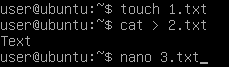 user@ubuntu:~$ touch 1.txt
user@ubuntu:~$ cat > 2.txt
Text
user@ubuntu:~$ nano 3.txt_